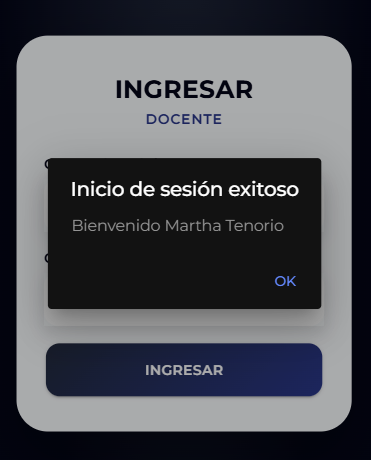 INGRESAR
DOCENTE
Inicio de sesión exitoso
Bienvenido Martha Tenorio
OK
INGRESAR